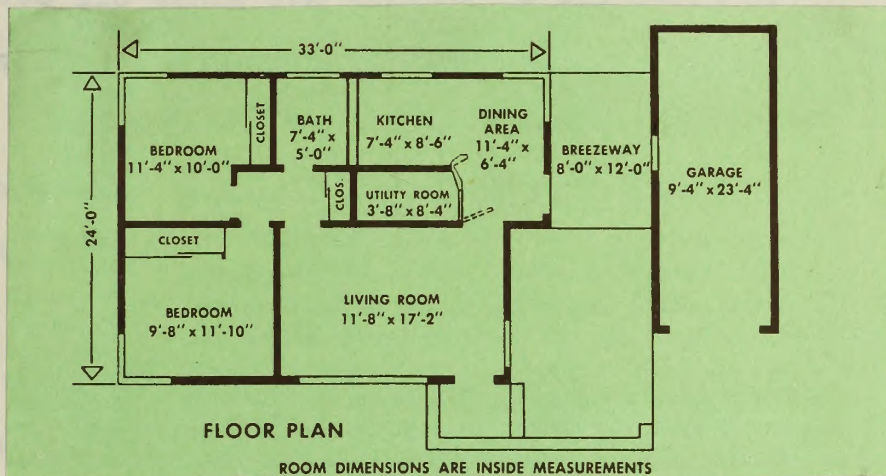 33'-0"
24'-0"
BEDROOM
11'-4" x 10'-0"
CLOSET
BATH
7'-4" x
5'-0"
KITCHEN
7'-4" x 8'-6"
DINING
AREA
11'-4" x
6'-4"
BREEZEWAY
8'-0" x 12'-0"
GARAGE
9'-4" x 23'-4"
CLOS.
UTILITY ROOM
3'-8" x 8'-4"
CLOSET
BEDROOM
9'-8" x 11'-10"
LIVING ROOM
11'-8" x 17'-2"
FLOOR PLAN
ROOM DIMENSIONS ARE INSIDE MEASUREMENTS